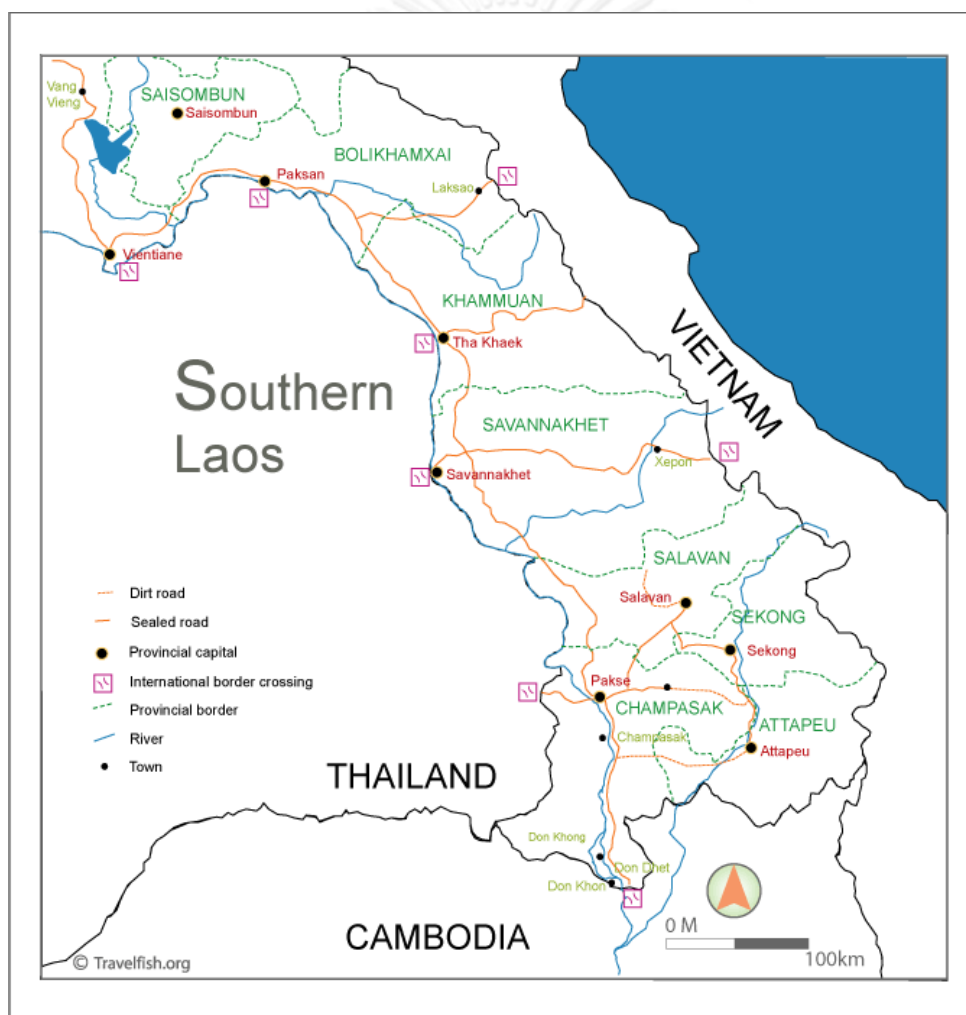 Vang
Vieng
SAISOMBUN
Saisombun
BOLIKHAMXAI
Paksan
Laksao
Vientiane
KHAMMUAN
Tha Khaek
VIETNAM
Southern
Laos
SAVANNAKHET
Xepon
Savannakhet
SALAVAN
Salavan
SEKONG
Sekong
Dirt road
Sealed road
Provincial capital
International border crossing
Provincial border
River
Town
Pakse
CHAMPASAK
Champasak
ATTAPEU
Attapeu
THAILAND
Don Khong
Don Dhet
Don Khon
CAMBODIA
0 M
100km
© Travelfish.org